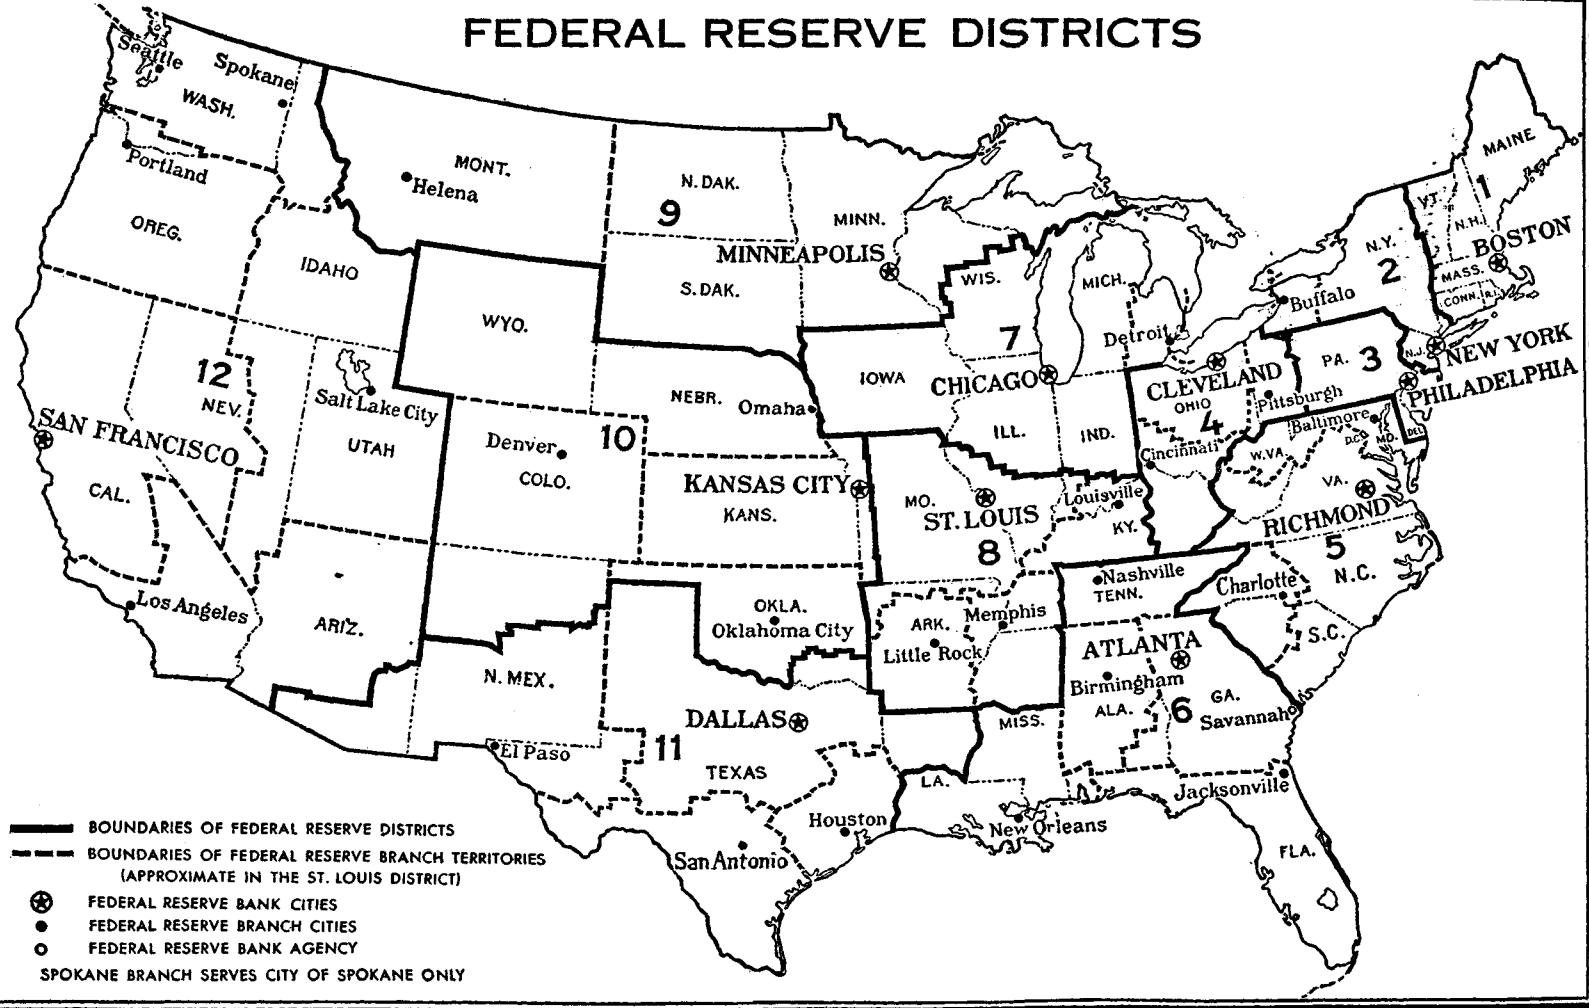 FEDERAL RESERVE DISTRICTS
Seattle
Spokane
WASH.
Portland
OREG.
IDAHO
MONT.
Helena
N. DAK.
9
MINN.
MINNEAPOLIS
S. DAK.
WYO.
WIS.
MICH.
7
Detroit
IOWA
CHICAGO
ILL.
IND.
MAINE
1
VT.
N.H.
BOSTON
MASS.
CONN.
R.I.
N.Y.
2
Buffalo
NEW YORK
N.J.
PA.
3
PHILADELPHIA
CLEVELAND
OHIO
4
Pittsburgh
Cincinnati
Baltimore
D.C.
MD.
DEL.
W.VA.
VA.
RICHMOND
5
N.C.
Charlotte
S.C.
12
NEV.
SAN FRANCISCO
CAL.
Salt Lake City
UTAH
Los Angeles
ARIZ.
NEBR.
Omaha
10
Denver
COLO.
KANSAS CITY
KANS.
MO.
ST. LOUIS
8
Louisville
KY.
Nashville
TENN.
Memphis
ARK.
Little Rock
OKLA.
Oklahoma City
N. MEX.
DALLAS
11
El Paso
TEXAS
Houston
San Antonio
LA.
New Orleans
MISS.
ATLANTA
Birmingham
ALA.
6
GA.
Savannah
Jacksonville
FLA.
BOUNDARIES OF FEDERAL RESERVE DISTRICTS
BOUNDARIES OF FEDERAL RESERVE BRANCH TERRITORIES
(APPROXIMATE IN THE ST. LOUIS DISTRICT)
FEDERAL RESERVE BANK CITIES
FEDERAL RESERVE BRANCH CITIES
FEDERAL RESERVE BANK AGENCY
SPOKANE BRANCH SERVES CITY OF SPOKANE ONLY